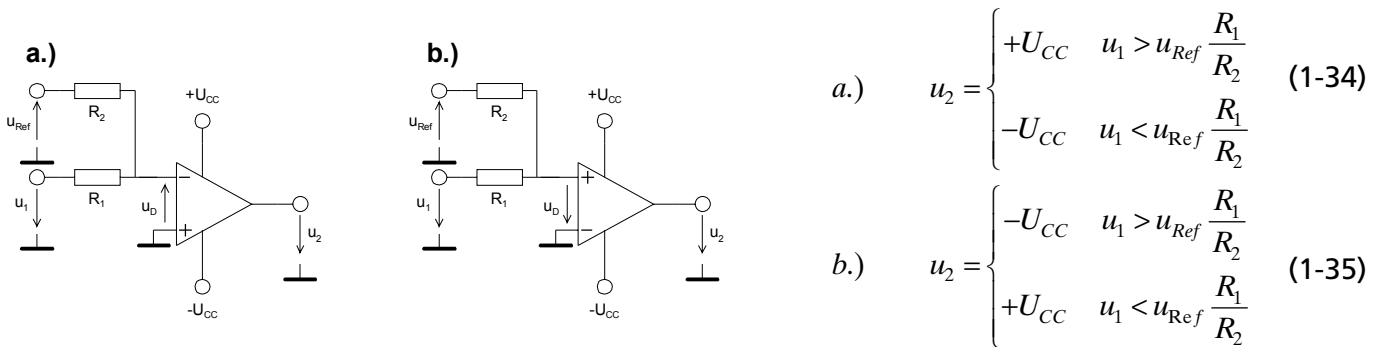 a.)
b.)
+U_CC
+U_CC
R_2
R_2
u_Ref
u_Ref
−
+
R_1
R_1
u_1
u_D
+
u_2
u_1
u_D
−
u_2
-U_CC
-U_CC
a.) u_2 = { +U_CC u_1 > u_Ref R_1/R_2 (1-34)
−U_CC u_1 < u_Ref R_1/R_2
b.) u_2 = { −U_CC u_1 > u_Ref R_1/R_2 (1-35)
+U_CC u_1 < u_Ref R_1/R_2